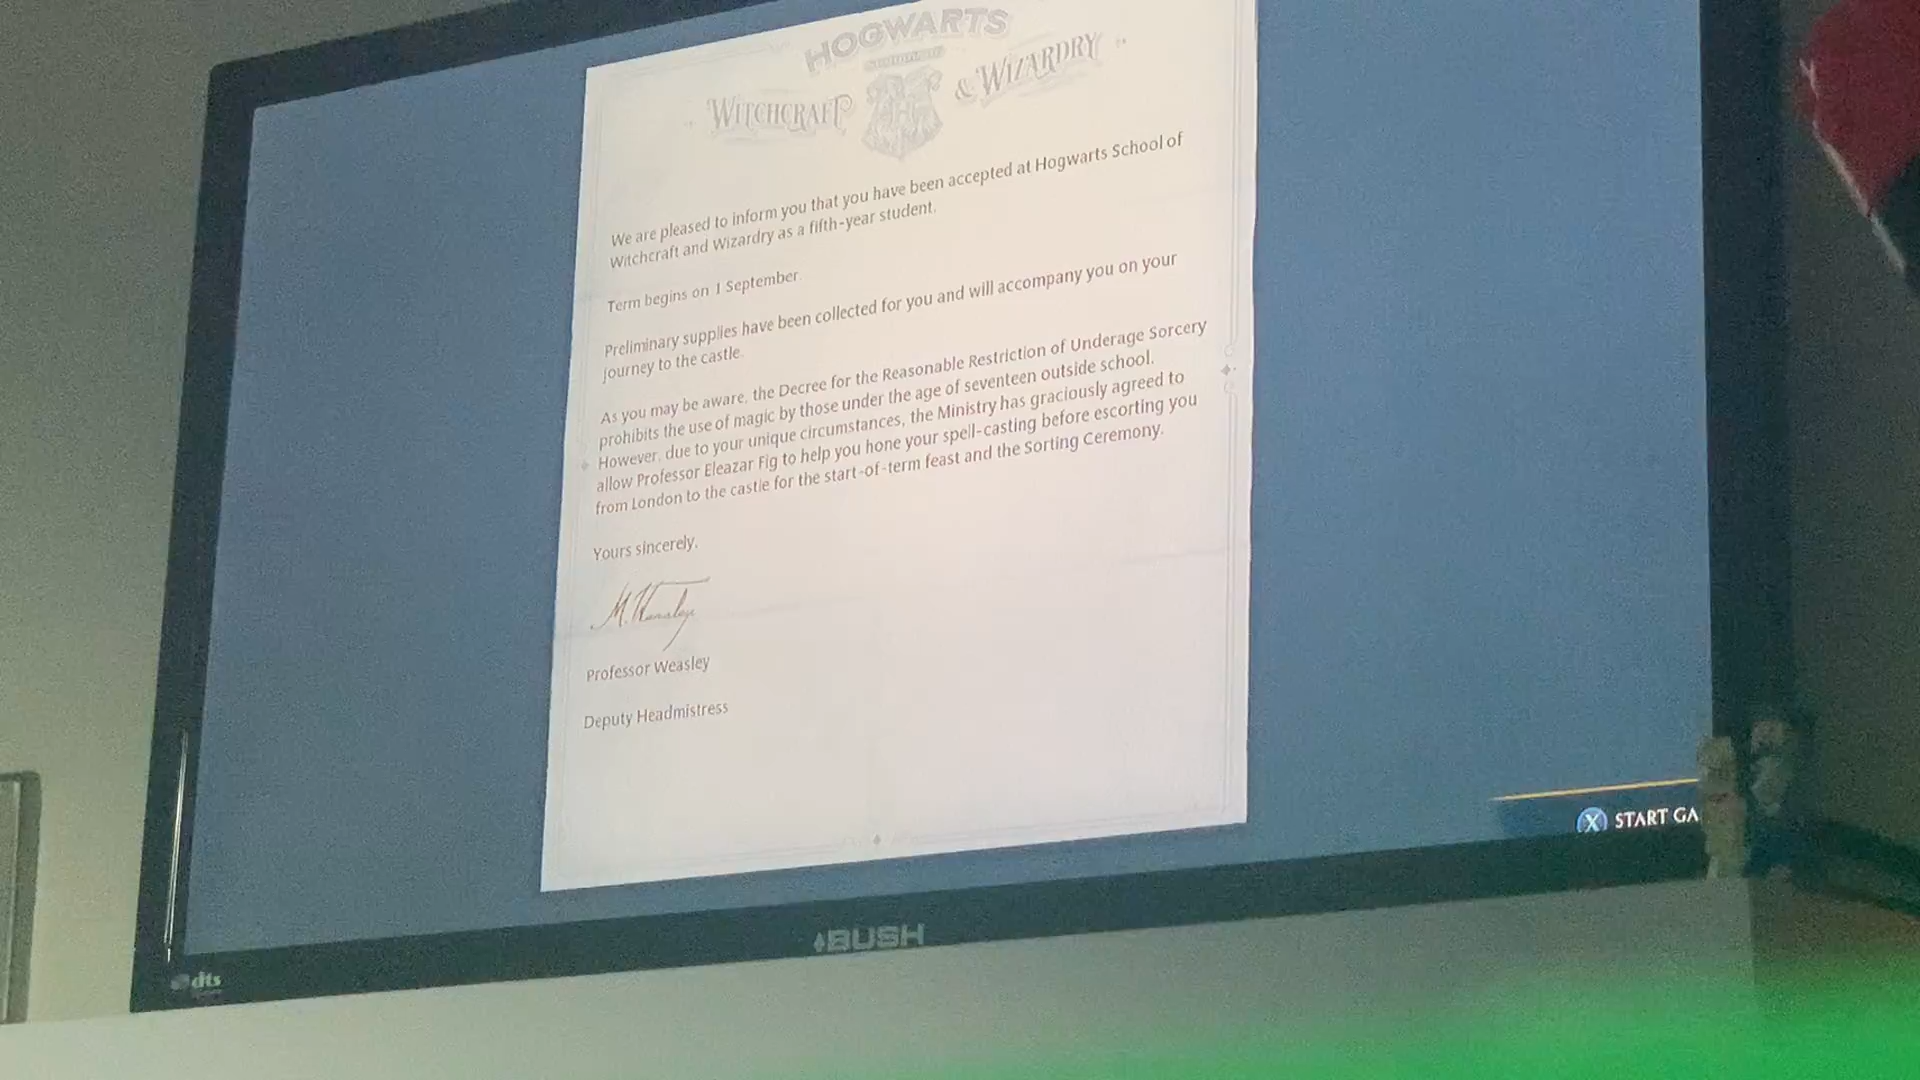 HOGWARTS
WITCHCRAFT & WIZARDRY
We are pleased to inform you that you have been accepted at Hogwarts School of
Witchcraft and Wizardry as a fifth-year student.
Term begins on 1 September.
Preliminary supplies have been collected for you and will accompany you on your
journey to the castle.
As you may be aware, the Decree for the Reasonable Restriction of Underage Sorcery
prohibits the use of magic by those under the age of seventeen outside school.
However, due to your unique circumstances, the Ministry has graciously agreed to
allow Professor Eleazar Fig to help you hone your spell-casting before escorting you
from London to the castle for the start-of-term feast and the Sorting Ceremony.
Yours sincerely,
M. Weasley
Professor Weasley
Deputy Headmistress
X START GA
BUSH
dts